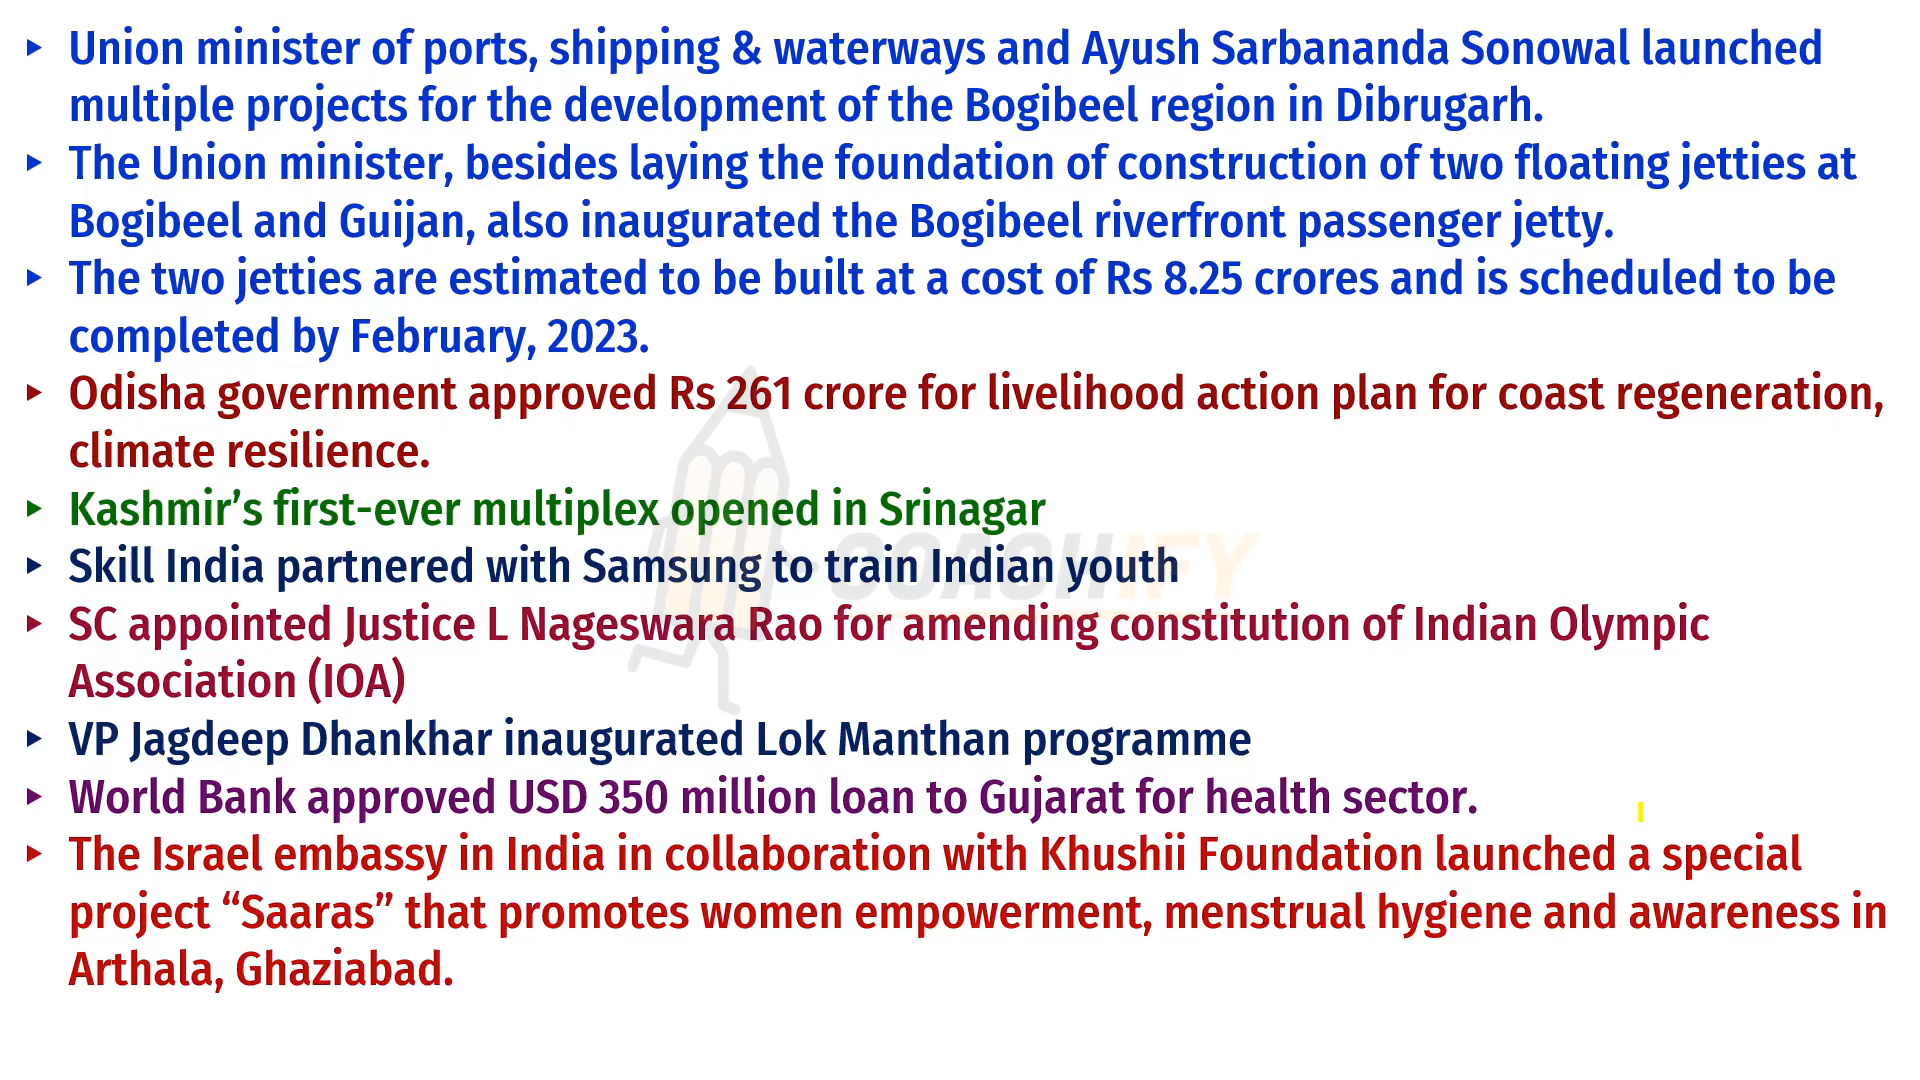 ‣ Union minister of ports, shipping & waterways and Ayush Sarbananda Sonowal launched
multiple projects for the development of the Bogibeel region in Dibrugarh.
‣ The Union minister, besides laying the foundation of construction of two floating jetties at
Bogibeel and Guijan, also inaugurated the Bogibeel riverfront passenger jetty.
‣ The two jetties are estimated to be built at a cost of Rs 8.25 crores and is scheduled to be
completed by February, 2023.
‣ Odisha government approved Rs 261 crore for livelihood action plan for coast regeneration,
climate resilience.
‣ Kashmir’s first-ever multiplex opened in Srinagar
COACHIFY
‣ Skill India partnered with Samsung to train Indian youth
‣ SC appointed Justice L Nageswara Rao for amending constitution of Indian Olympic
Association (IOA)
‣ VP Jagdeep Dhankhar inaugurated Lok Manthan programme
‣ World Bank approved USD 350 million loan to Gujarat for health sector.
‣ The Israel embassy in India in collaboration with Khushii Foundation launched a special
project “Saaras” that promotes women empowerment, menstrual hygiene and awareness in
Arthala, Ghaziabad.